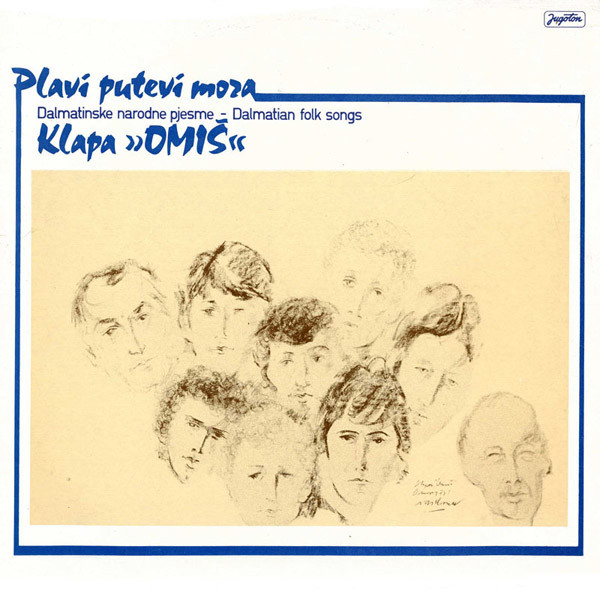 Jugoton
Plavi putevi mora
Dalmatinske narodne pjesme - Dalmatian folk songs
Klapa »OMIŠ«